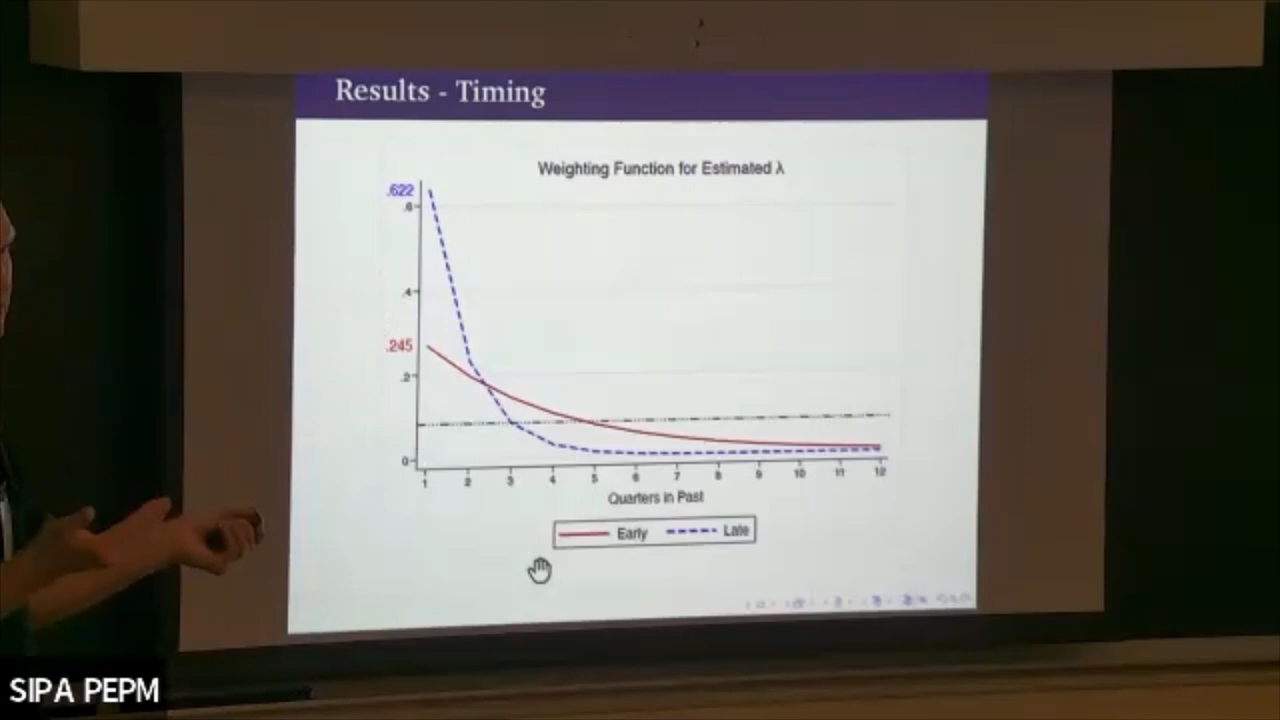 Results - Timing
Weighting Function for Estimated λ
.622
.6
.4
.245
.2
0
1 2 3 4 5 6 7 8 9 10 11 12
Quarters in Past
Early Late
SIPA PEPM